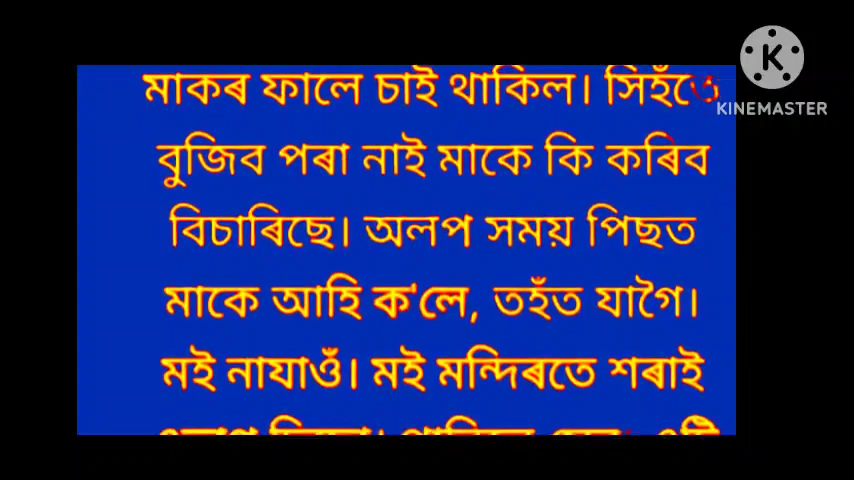 মাকৰ ফালে চাই থাকিল। সিহঁতে
KINEMASTER
বুজিব পৰা নাই মাকে কি কৰিব
বিচাৰিছে। অলপ সময় পিছত
মাকে আহি ক'লে, তহঁত যাগৈ।
মই নাযাওঁ। মই মন্দিৰতে শৰাই